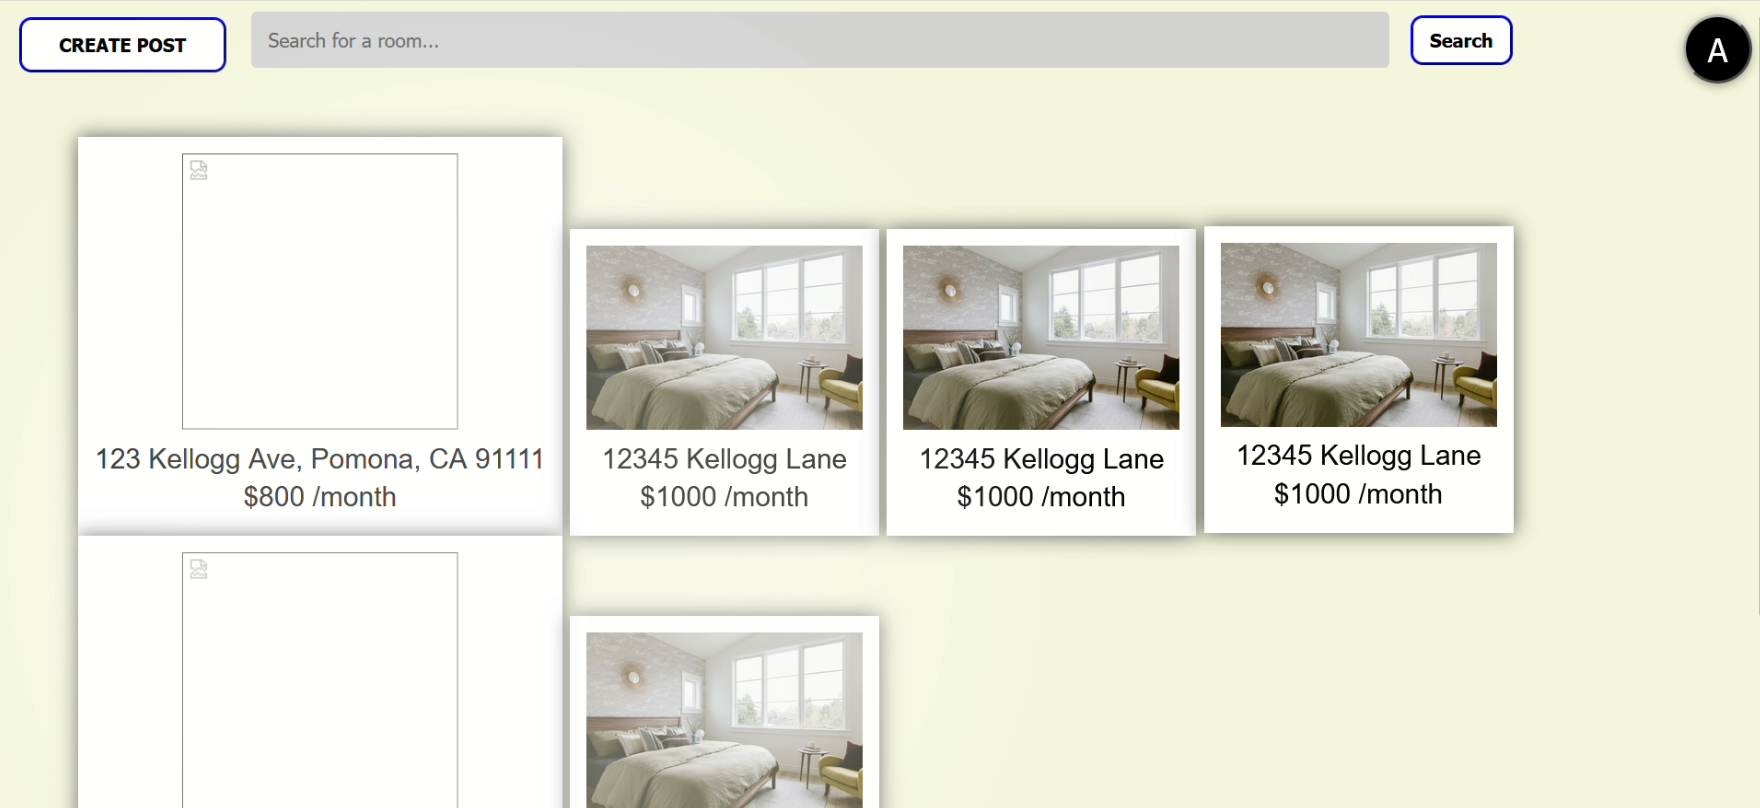 CREATE POST
Search for a room...
Search
A
123 Kellogg Ave, Pomona, CA 91111
$800 /month
12345 Kellogg Lane
$1000 /month
12345 Kellogg Lane
$1000 /month
12345 Kellogg Lane
$1000 /month